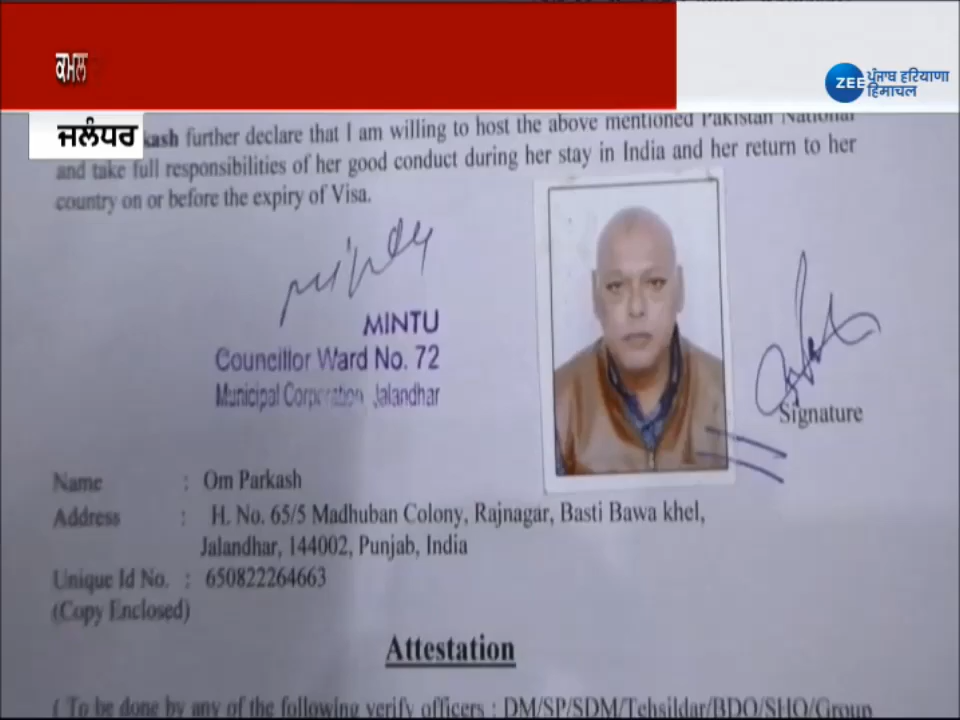 ਕਮਲ
ZEE ਪੰਜਾਬ ਹਰਿਆਣਾ
ਹਿਮਾਚਲ
ਜਲੰਧਰ
kash further declare that I am willing to host the above mentioned Pakistan National
and take full responsibilities of her good conduct during her stay in India and her return to her
country on or before the expiry of Visa.
MINTU
Councillor Ward No. 72
Municipal Corporation, Jalandhar
Signature
Name : Om Parkash
Address : H. No. 65/5 Madhuban Colony, Rajnagar, Basti Bawa khel,
Jalandhar, 144002, Punjab, India
Unique Id No. : 650822264663
(Copy Enclosed)
Attestation
( To be done by any of the following verify officers : DM/SP/SDM/Tehsildar/BDO/SHO/Group